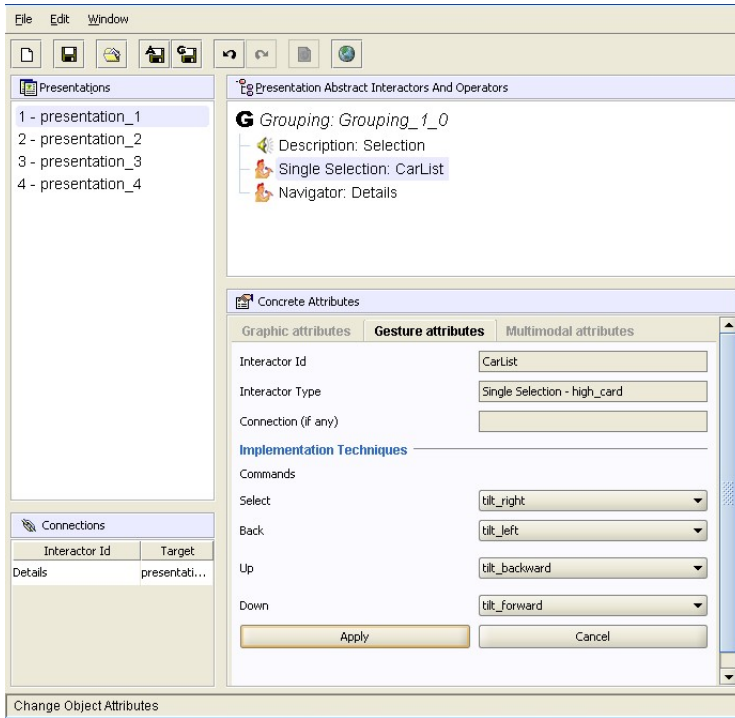 File Edit Window
Presentations
1 - presentation_1
2 - presentation_2
3 - presentation_3
4 - presentation_4
Presentation Abstract Interactors And Operators
G Grouping: Grouping_1_0
Description: Selection
Single Selection: CarList
Navigator: Details
Concrete Attributes
Graphic attributes Gesture attributes Multimodal attributes
Interactor Id CarList
Interactor Type Single Selection - high_card
Connection (if any)
Implementation Techniques
Commands
Select tilt_right
Back tilt_left
Up tilt_backward
Down tilt_forward
Apply Cancel
Connections
Interactor Id Target
Details presentati...
Change Object Attributes